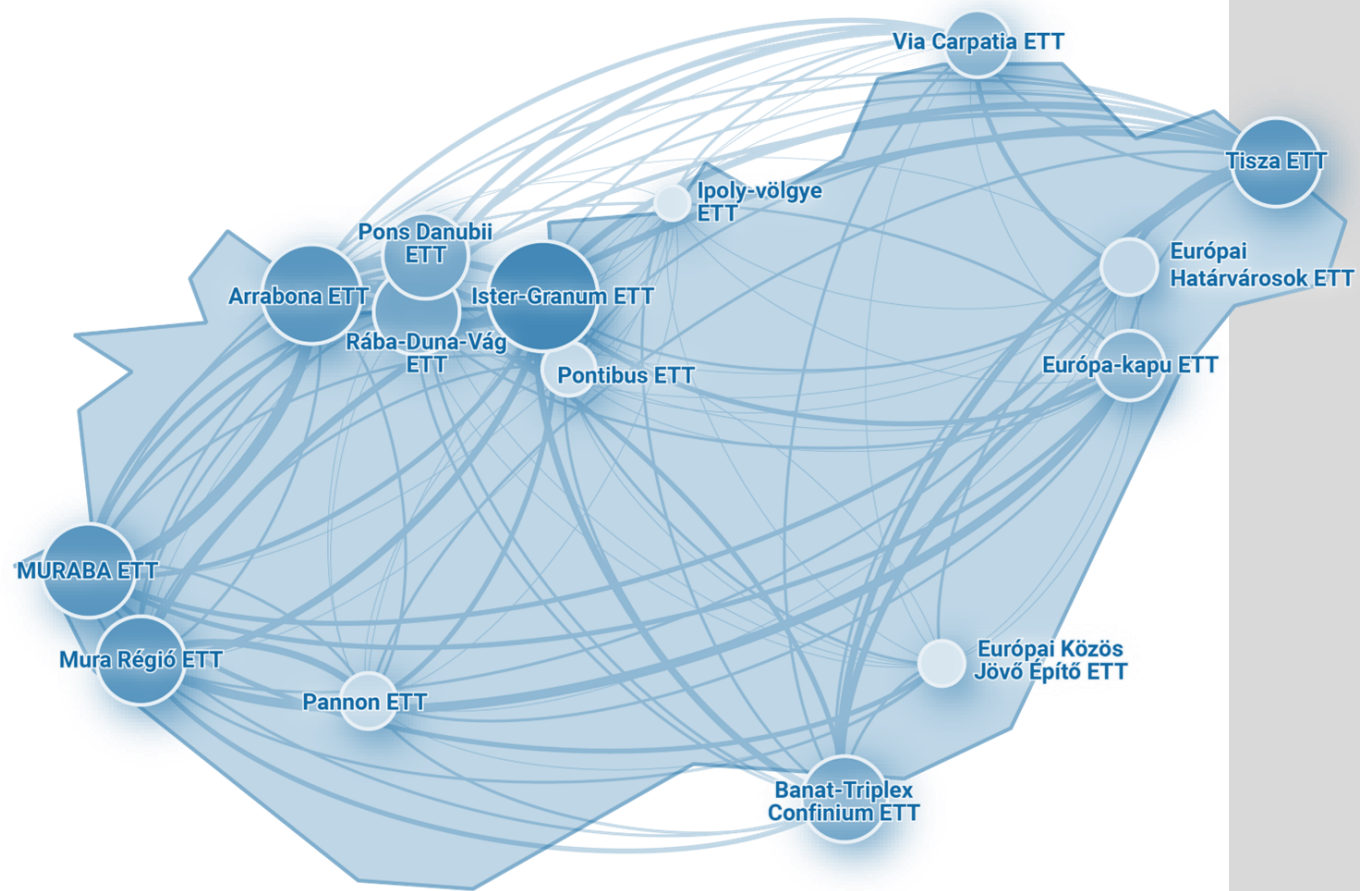 Via Carpatia ETT
Tisza ETT
Ipoly-völgye
ETT
Pons Danubii
ETT
Európai
Határvárosok ETT
Arrabona ETT
Ister-Granum ETT
Rába-Duna-Vág
ETT
Pontibus ETT
Európa-kapu ETT
MURABA ETT
Mura Régió ETT
Európai Közös
Jövő Építő ETT
Pannon ETT
Banat-Triplex
Confinium ETT